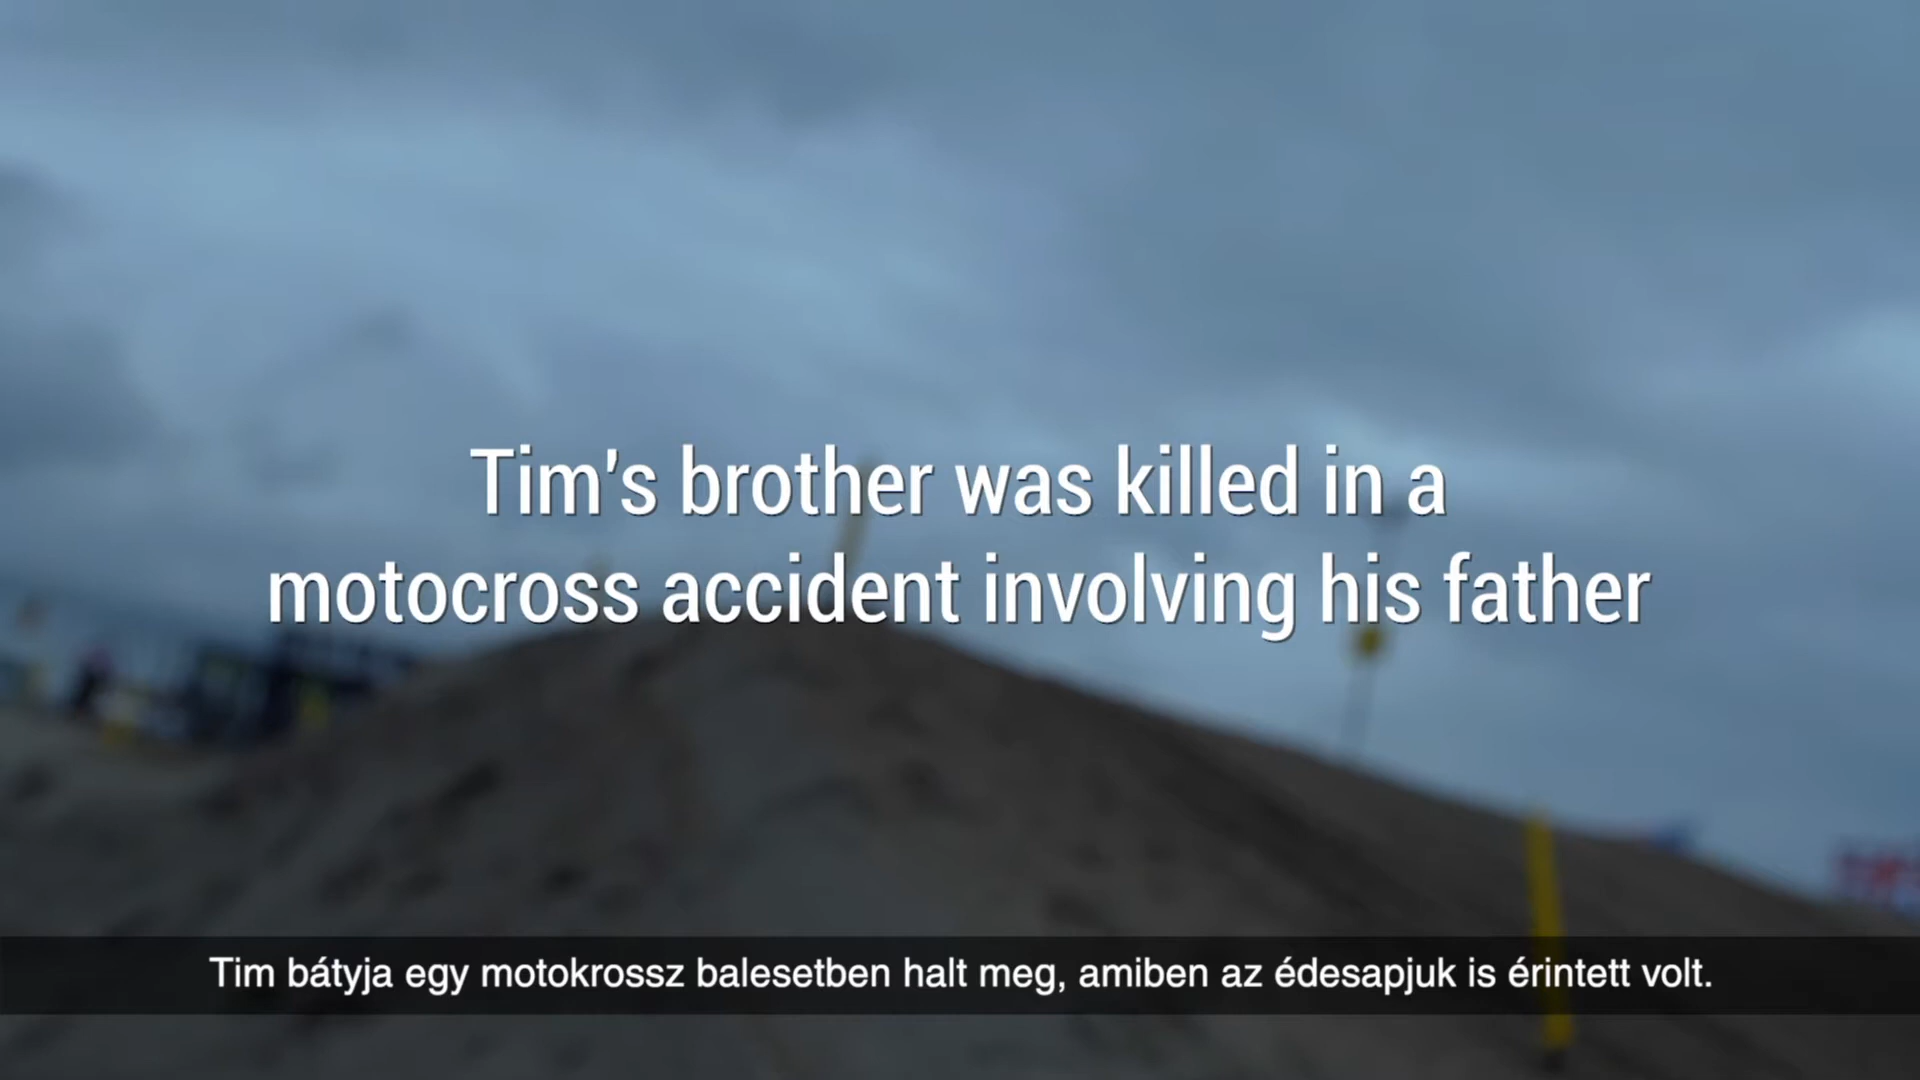 Tim's brother was killed in a
motocross accident involving his father
Tim bátyja egy motokrossz balesetben halt meg, amiben az édesapjuk is érintett volt.